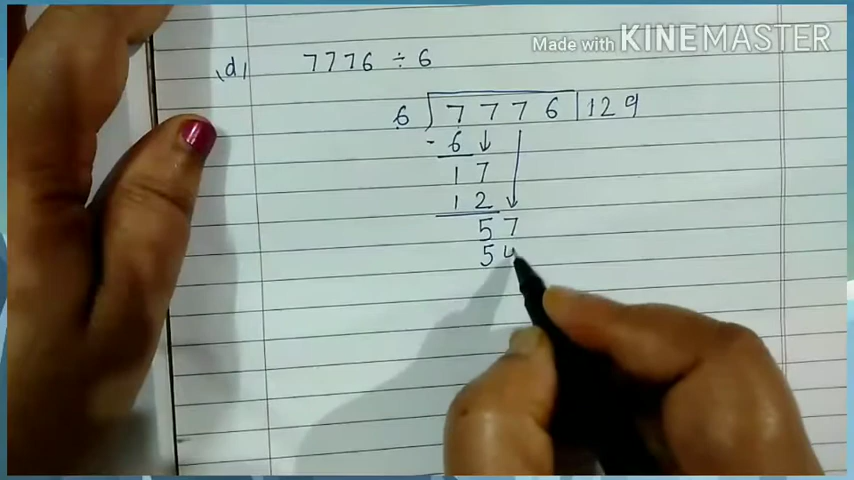 Made with KINEMASTER
(d) 7776 ÷ 6
6 7776 129
- 6 ↓
17
12 ↓
57
54